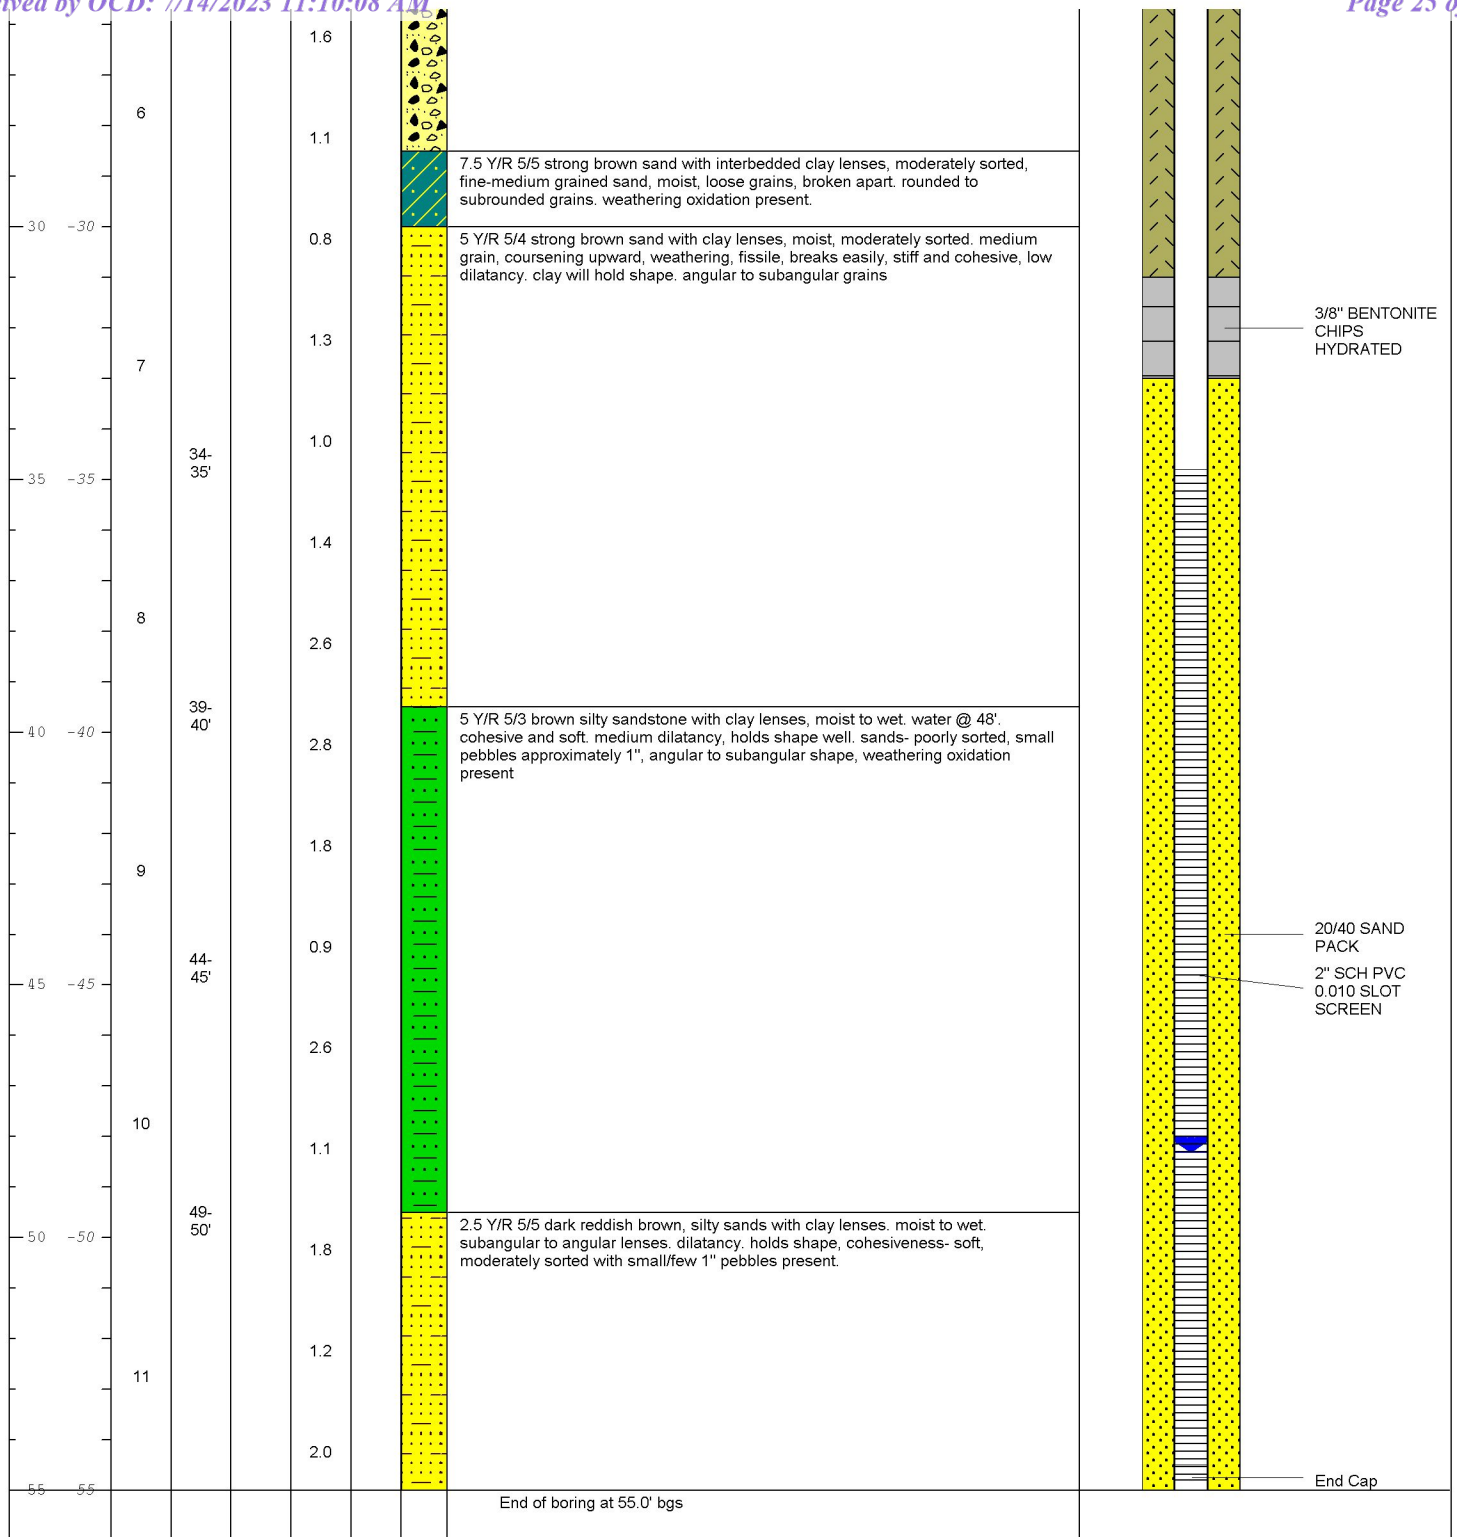 ived by OCD: 7/14/2023 11:10:08 AM
Page 25 o
1.6
6
1.1
7.5 Y/R 5/5 strong brown sand with interbedded clay lenses, moderately sorted,
fine-medium grained sand, moist, loose grains, broken apart. rounded to
subrounded grains. weathering oxidation present.
30 -30
0.8
5 Y/R 5/4 strong brown sand with clay lenses, moist, moderately sorted. medium
grain, coursening upward, weathering, fissile, breaks easily, stiff and cohesive, low
dilatancy. clay will hold shape. angular to subangular grains
3/8" BENTONITE
CHIPS
HYDRATED
1.3
7
1.0
34-
35'
35 -35
1.4
8
2.6
39-
40'
40 -40
5 Y/R 5/3 brown silty sandstone with clay lenses, moist to wet. water @ 48'.
cohesive and soft. medium dilatancy, holds shape well. sands- poorly sorted, small
pebbles approximately 1", angular to subangular shape, weathering oxidation
present
2.8
1.8
9
0.9
20/40 SAND
PACK
44-
45'
45 -45
2" SCH PVC
0.010 SLOT
SCREEN
2.6
10
1.1
49-
50'
50 -50
2.5 Y/R 5/5 dark reddish brown, silty sands with clay lenses. moist to wet.
subangular to angular lenses. dilatancy. holds shape, cohesiveness- soft,
moderately sorted with small/few 1" pebbles present.
1.8
1.2
11
2.0
End Cap
55 55
End of boring at 55.0' bgs